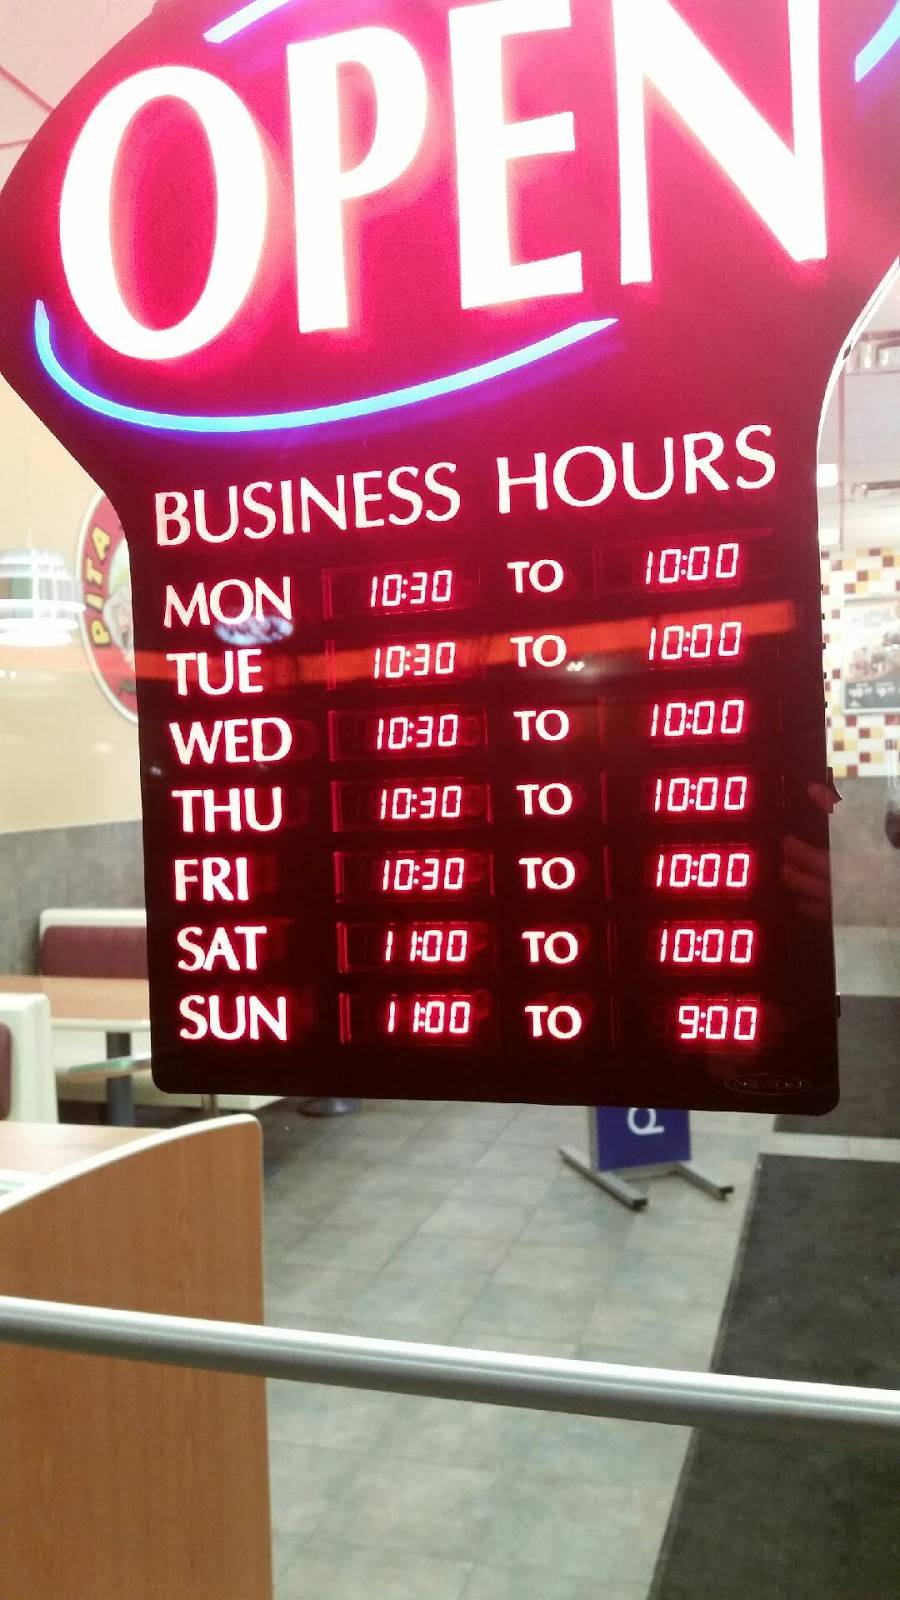 OPEN
BUSINESS HOURS
MON 10:30 TO 10:00
TUE 10:30 TO 10:00
WED 10:30 TO 10:00
THU 10:30 TO 10:00
FRI 10:30 TO 10:00
SAT 11:00 TO 10:00
SUN 11:00 TO 9:00
NEWON
PITA